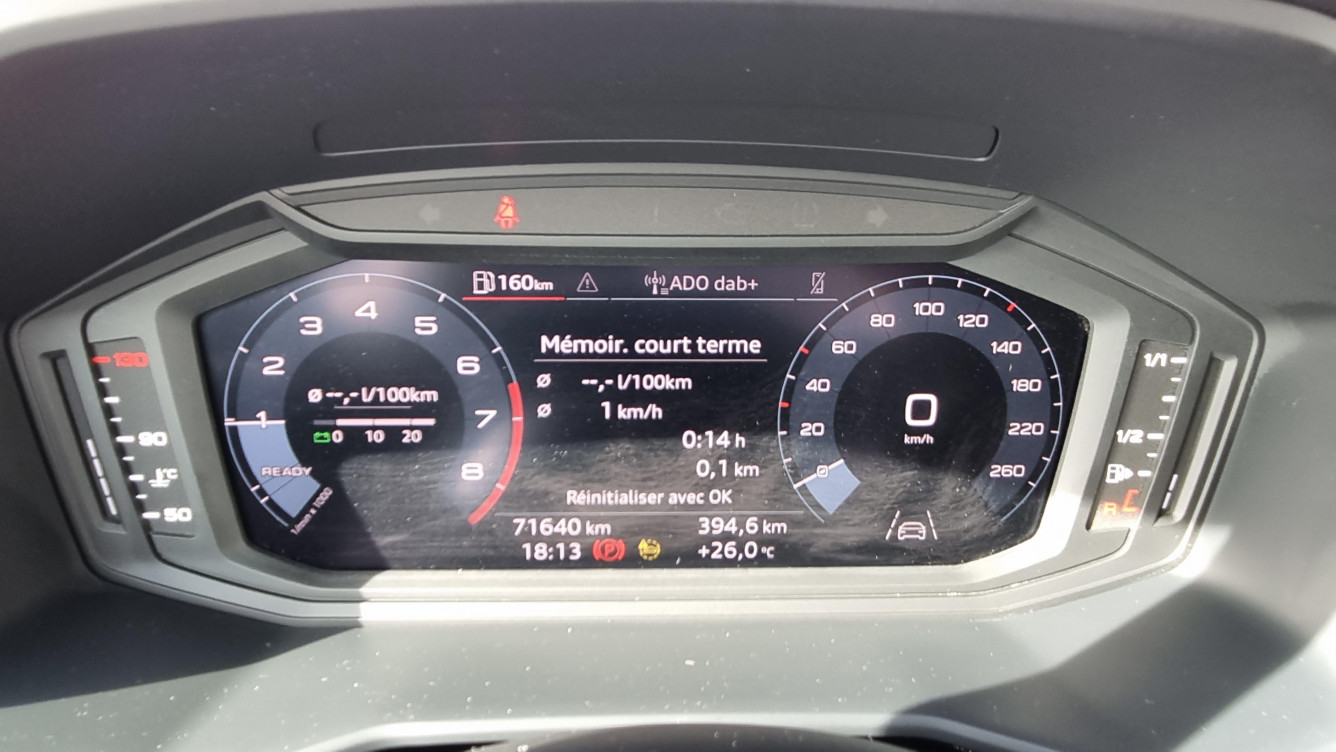 160km
ADO dab+
4
3
5
2
6
1
7
8
READY
1/min x 1000
ø --,- l/100km
0 10 20
Mémoir. court terme
ø --,- l/100km
ø 1 km/h
0:14 h
0,1 km
Réinitialiser avec OK
71640 km 394,6 km
18:13 P +26,0 °C
100
80 120
60 140
40 180
20 220
0 260
0
km/h
130
90
°C
50
1/1
1/2
R